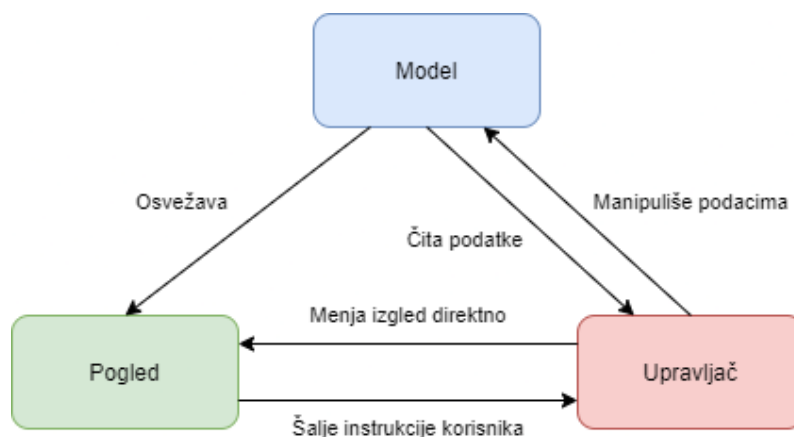 Model
Osvežava
Manipuliše podacima
Čita podatke
Menja izgled direktno
Pogled
Upravljač
Šalje instrukcije korisnika